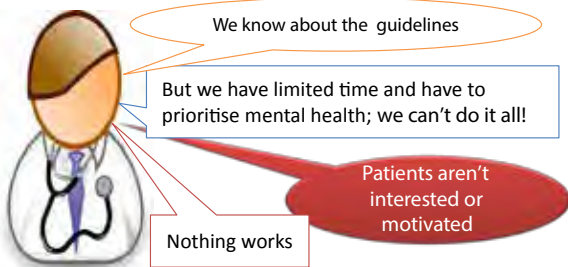 We know about the guidelines
But we have limited time and have to
prioritise mental health; we can't do it all!
Patients aren't
interested or
motivated
Nothing works